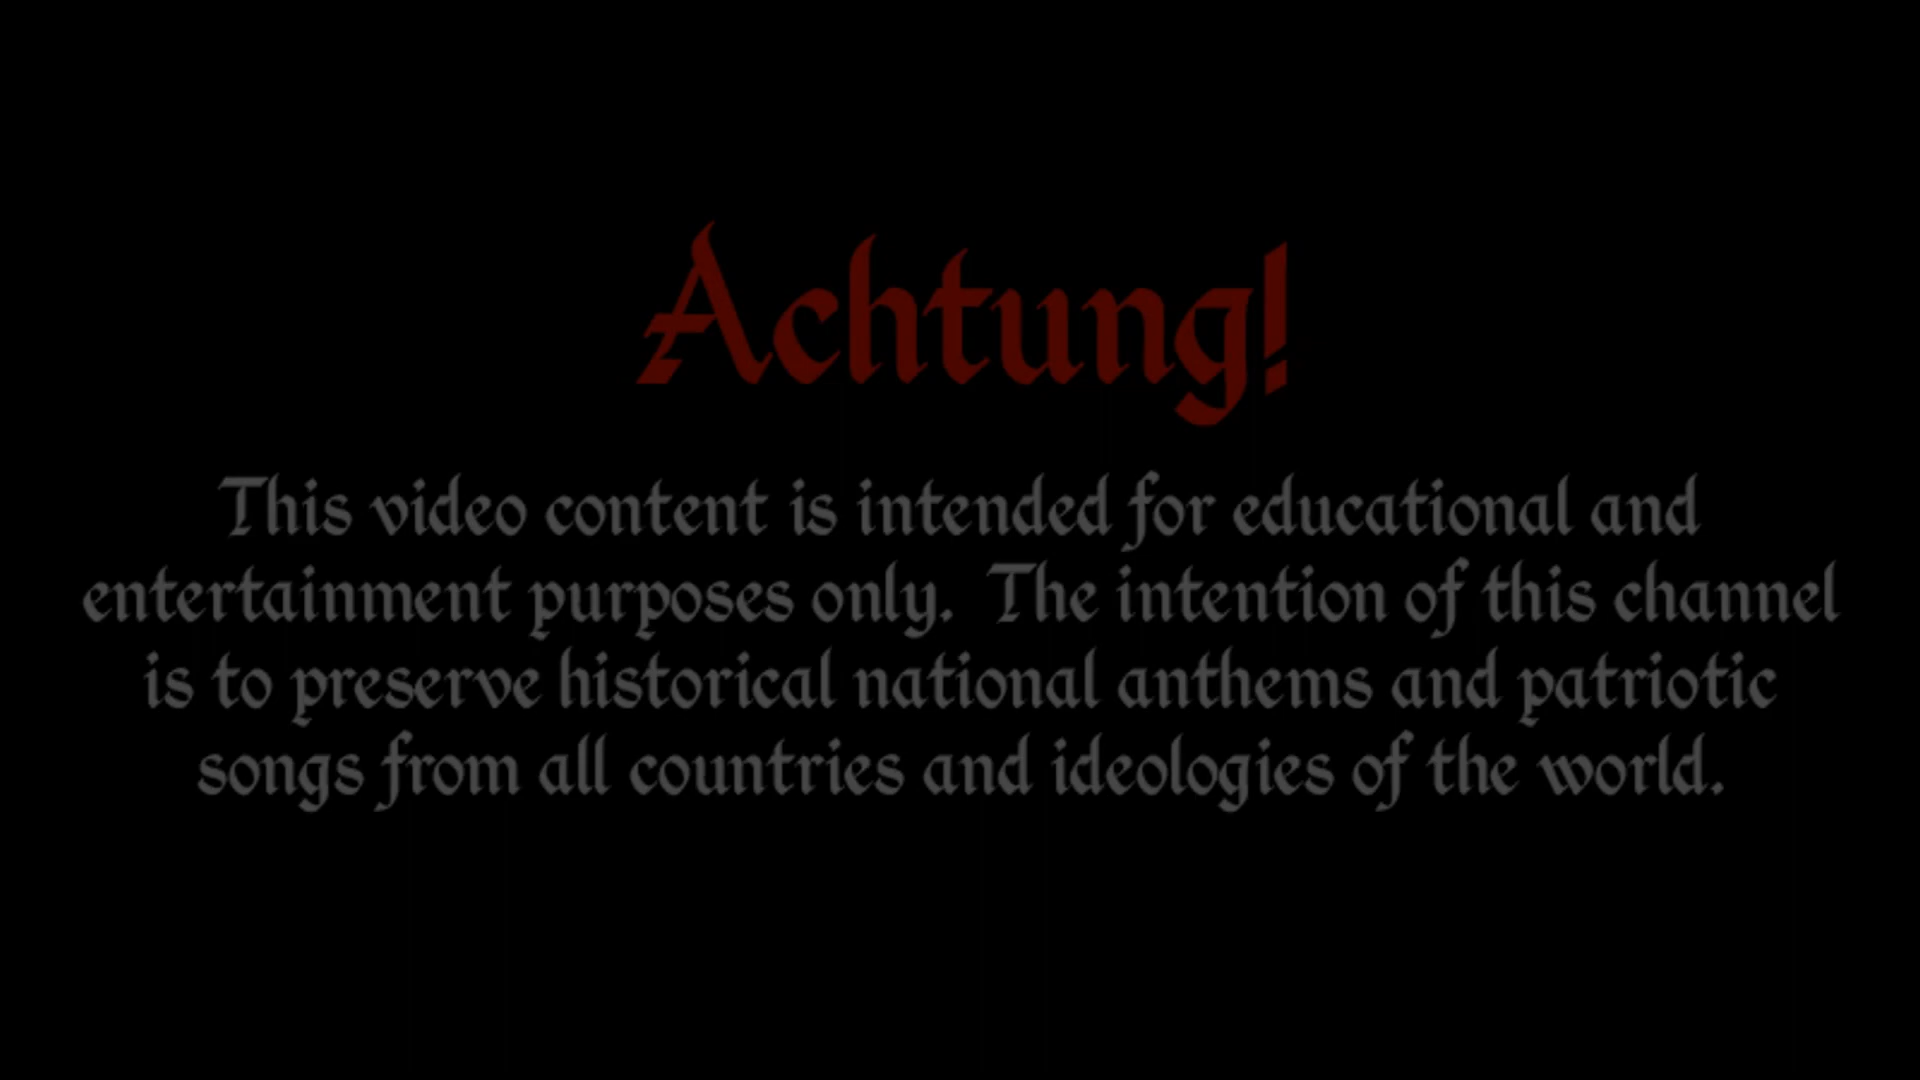 Achtung!
This video content is intended for educational and
entertainment purposes only. The intention of this channel
is to preserve historical national anthems and patriotic
songs from all countries and ideologies of the world.